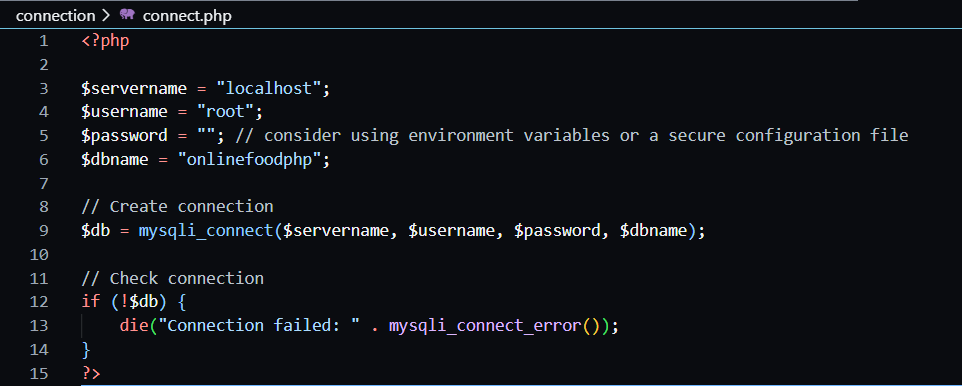 connection > connect.php
1 <?php
2
3 $servername = "localhost";
4 $username = "root";
5 $password = ""; // consider using environment variables or a secure configuration file
6 $dbname = "onlinefoodphp";
7
8 // Create connection
9 $db = mysqli_connect($servername, $username, $password, $dbname);
10
11 // Check connection
12 if (!$db) {
13     die("Connection failed: " . mysqli_connect_error());
14 }
15 ?>